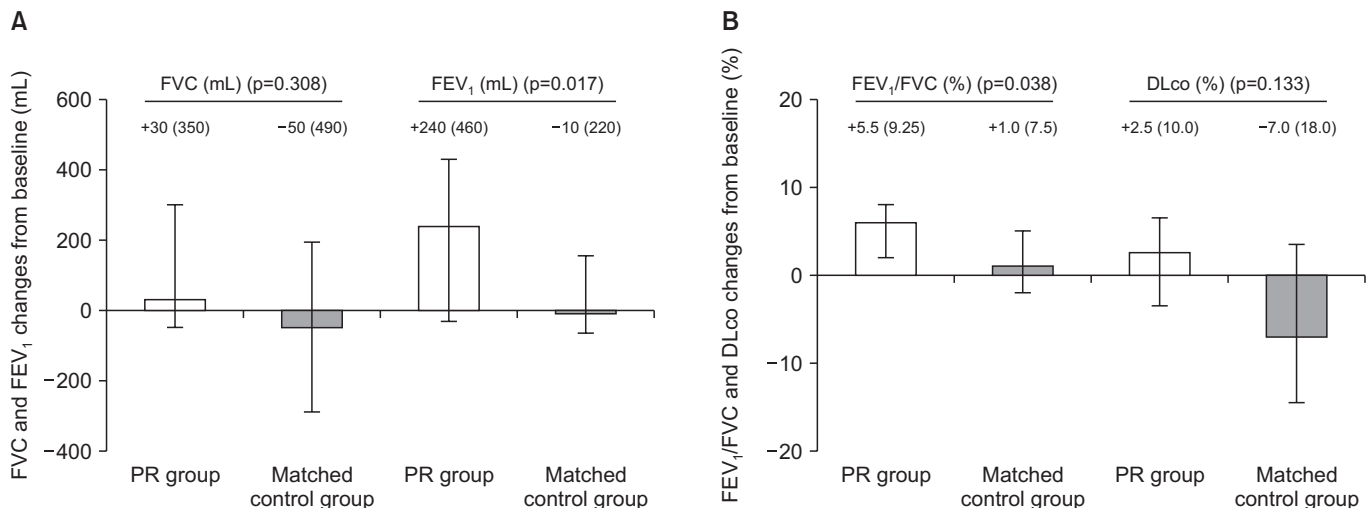 A
FVC and FEV₁ changes from baseline (mL)
FVC (mL) (p=0.308)
FEV₁ (mL) (p=0.017)
+30 (350)
−50 (490)
+240 (460)
−10 (220)
600
400
200
0
−200
−400
PR group
Matched
control group
PR group
Matched
control group
B
FEV₁/FVC and DLco changes from baseline (%)
FEV₁/FVC (%) (p=0.038)
DLco (%) (p=0.133)
+5.5 (9.25)
+1.0 (7.5)
+2.5 (10.0)
−7.0 (18.0)
20
10
0
−10
−20
PR group
Matched
control group
PR group
Matched
control group